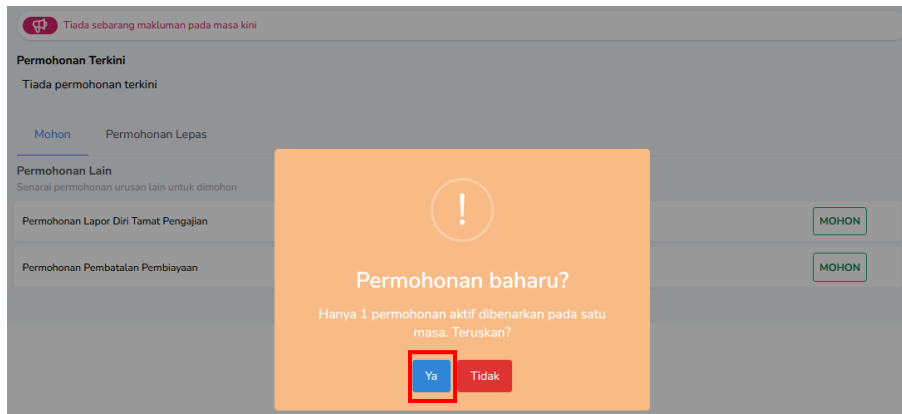 Tiada sebarang makluman pada masa kini
Permohonan Terkini
Tiada permohonan terkini
Mohon Permohonan Lepas
Permohonan Lain
Senarai permohonan urusan lain untuk dimohon
Permohonan Lapor Diri Tamat Pengajian MOHON
Permohonan Pembatalan Pembiayaan MOHON
!
Permohonan baharu?
Hanya 1 permohonan aktif dibenarkan pada satu
masa. Teruskan?
Ya Tidak